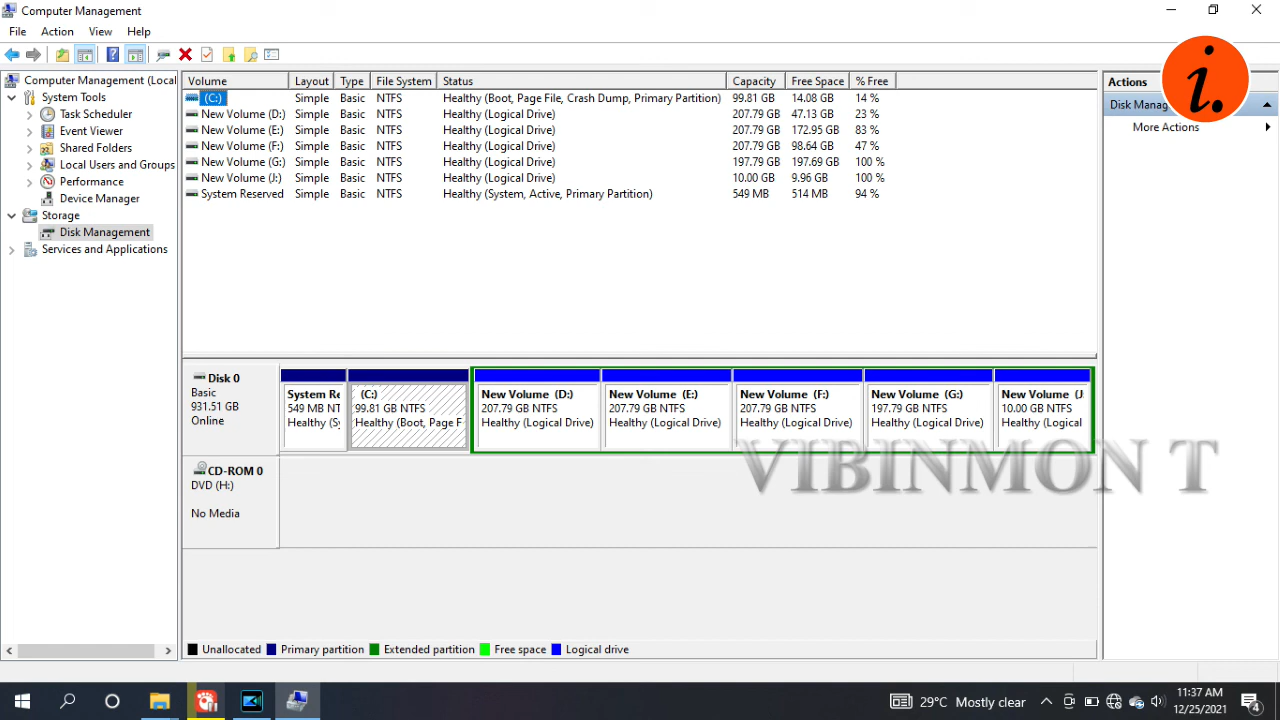 Computer Management
File Action View Help
Computer Management (Local
System Tools
Task Scheduler
Event Viewer
Shared Folders
Local Users and Groups
Performance
Device Manager
Storage
Disk Management
Services and Applications
Volume Layout Type File System Status Capacity Free Space % Free
(C:) Simple Basic NTFS Healthy (Boot, Page File, Crash Dump, Primary Partition) 99.81 GB 14.08 GB 14 %
New Volume (D:) Simple Basic NTFS Healthy (Logical Drive) 207.79 GB 47.13 GB 23 %
New Volume (E:) Simple Basic NTFS Healthy (Logical Drive) 207.79 GB 172.95 GB 83 %
New Volume (F:) Simple Basic NTFS Healthy (Logical Drive) 207.79 GB 98.64 GB 47 %
New Volume (G:) Simple Basic NTFS Healthy (Logical Drive) 197.79 GB 197.69 GB 100 %
New Volume (J:) Simple Basic NTFS Healthy (Logical Drive) 10.00 GB 9.96 GB 100 %
System Reserved Simple Basic NTFS Healthy (System, Active, Primary Partition) 549 MB 514 MB 94 %
Actions
Disk Manag
More Actions
i.
Disk 0
Basic
931.51 GB
Online
System Re
549 MB NT
Healthy (Sy
(C:)
99.81 GB NTFS
Healthy (Boot, Page F
New Volume (D:)
207.79 GB NTFS
Healthy (Logical Drive)
New Volume (E:)
207.79 GB NTFS
Healthy (Logical Drive)
New Volume (F:)
207.79 GB NTFS
Healthy (Logical Drive)
New Volume (G:)
197.79 GB NTFS
Healthy (Logical Drive)
New Volume (J
10.00 GB NTFS
Healthy (Logical
CD-ROM 0
DVD (H:)
No Media
VIBINMON T
Unallocated Primary partition Extended partition Free space Logical drive
29°C Mostly clear
11:37 AM
12/25/2021
4